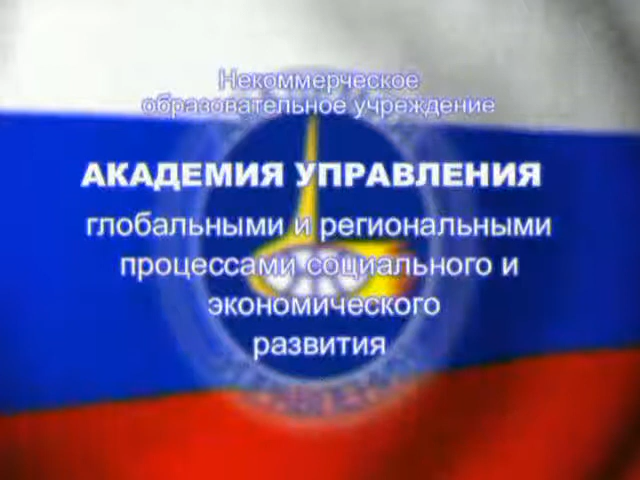 Некоммерческое
образовательное учреждение
АКАДЕМИЯ УПРАВЛЕНИЯ
глобальными и региональными
процессами социального и
экономического
развития